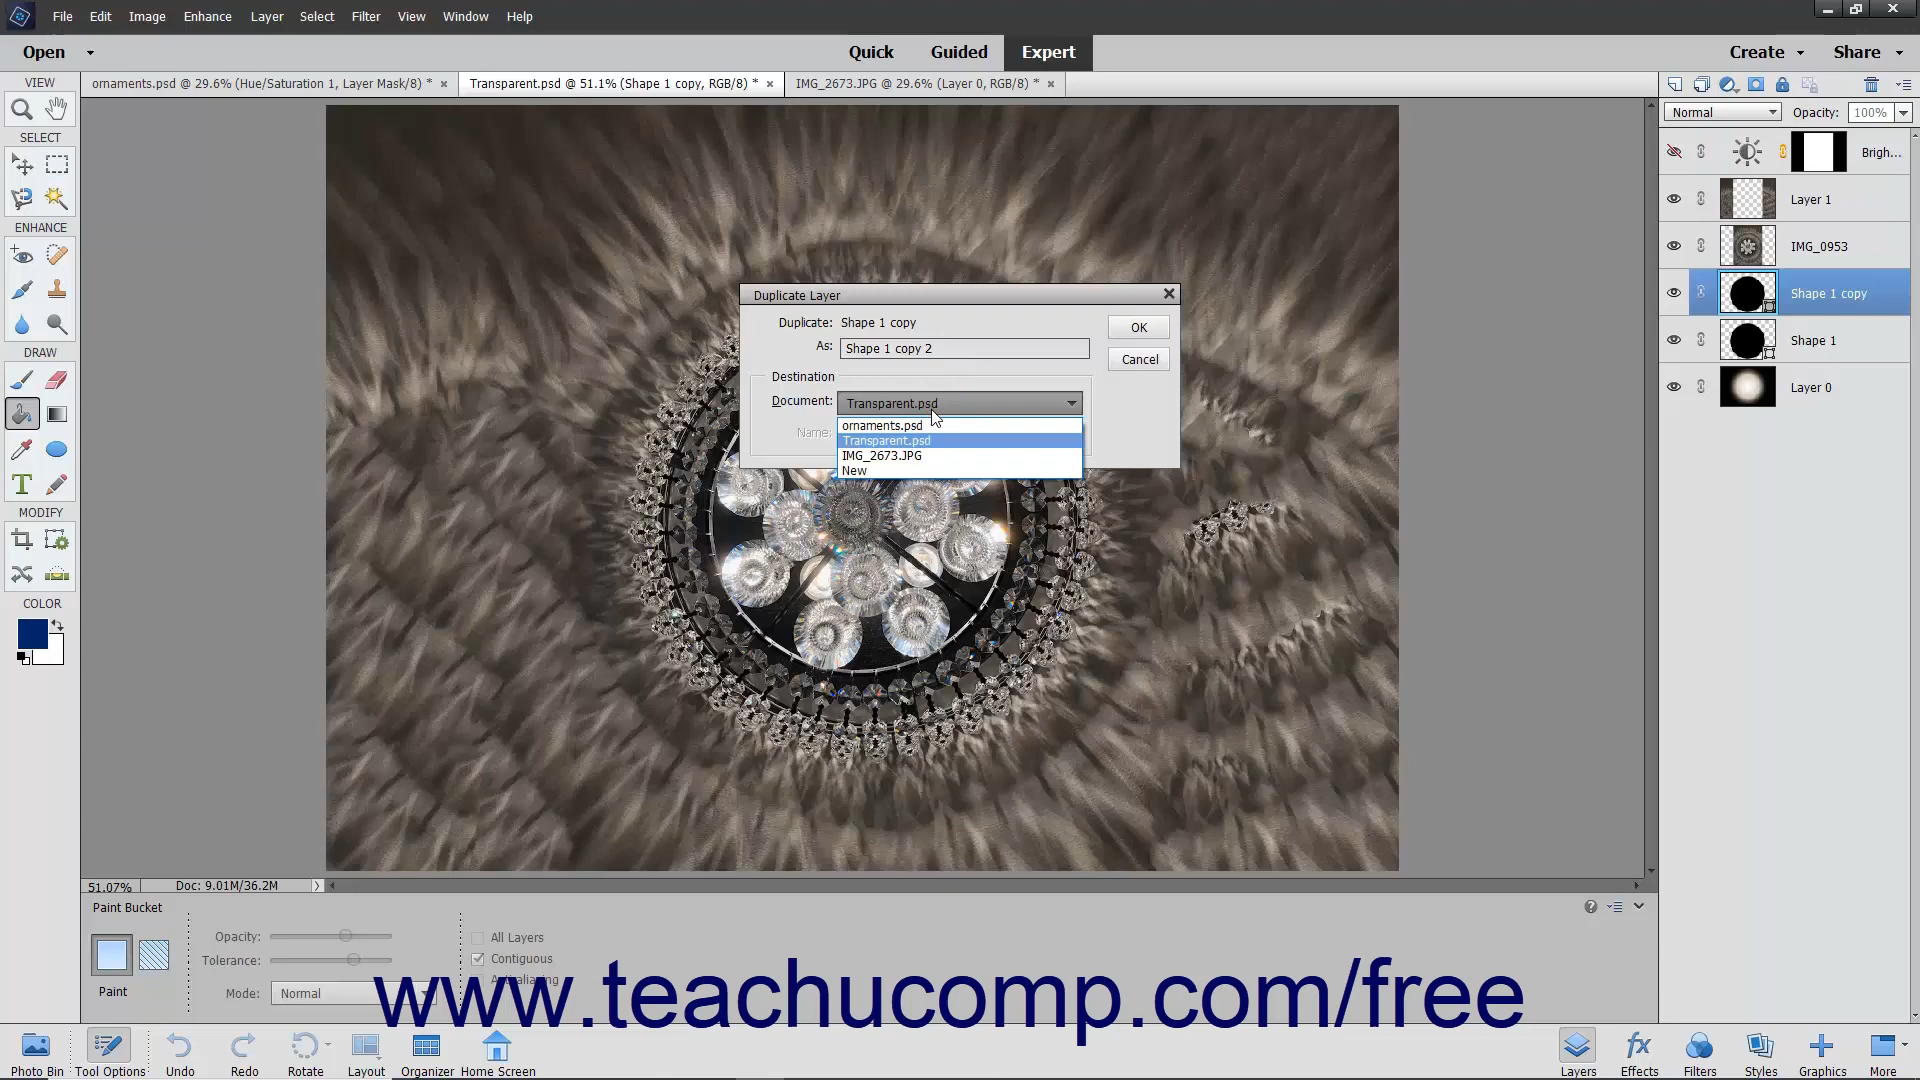 File Edit Image Enhance Layer Select Filter View Window Help
Open Quick Guided Expert Create Share
VIEW
ornaments.psd @ 29.6% (Hue/Saturation 1, Layer Mask/8) * Transparent.psd @ 51.1% (Shape 1 copy, RGB/8) * IMG_2673.JPG @ 29.6% (Layer 0, RGB/8) *
Normal Opacity: 100%
SELECT
Brigh...
Layer 1
ENHANCE
IMG_0953
Shape 1 copy
Shape 1
Layer 0
Duplicate Layer
Duplicate: Shape 1 copy
OK
As: Shape 1 copy 2
Cancel
Destination
Document: Transparent.psd
Name:
ornaments.psd
Transparent.psd
IMG_2673.JPG
New
DRAW
T
MODIFY
COLOR
51.07% Doc: 9.01M/36.2M
Paint Bucket
Opacity: All Layers
Tolerance: Contiguous
Anti-aliasing
Paint Mode: Normal
www.teachucomp.com/free
Photo Bin Tool Options Undo Redo Rotate Layout Organizer Home Screen Layers Effects Filters Styles Graphics More